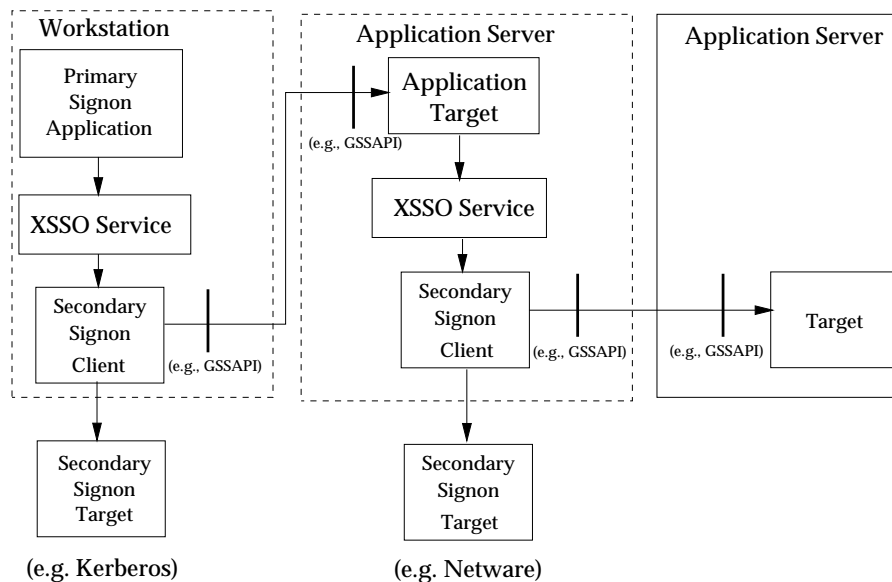 Workstation
Primary
Signon
Application
XSSO Service
Secondary
Signon
Client
(e.g., GSSAPI)
Secondary
Signon
Target
(e.g. Kerberos)
Application Server
(e.g., GSSAPI)
Application
Target
XSSO Service
Secondary
Signon
Client
(e.g., GSSAPI)
Secondary
Signon
Target
(e.g. Netware)
Application Server
(e.g., GSSAPI)
Target